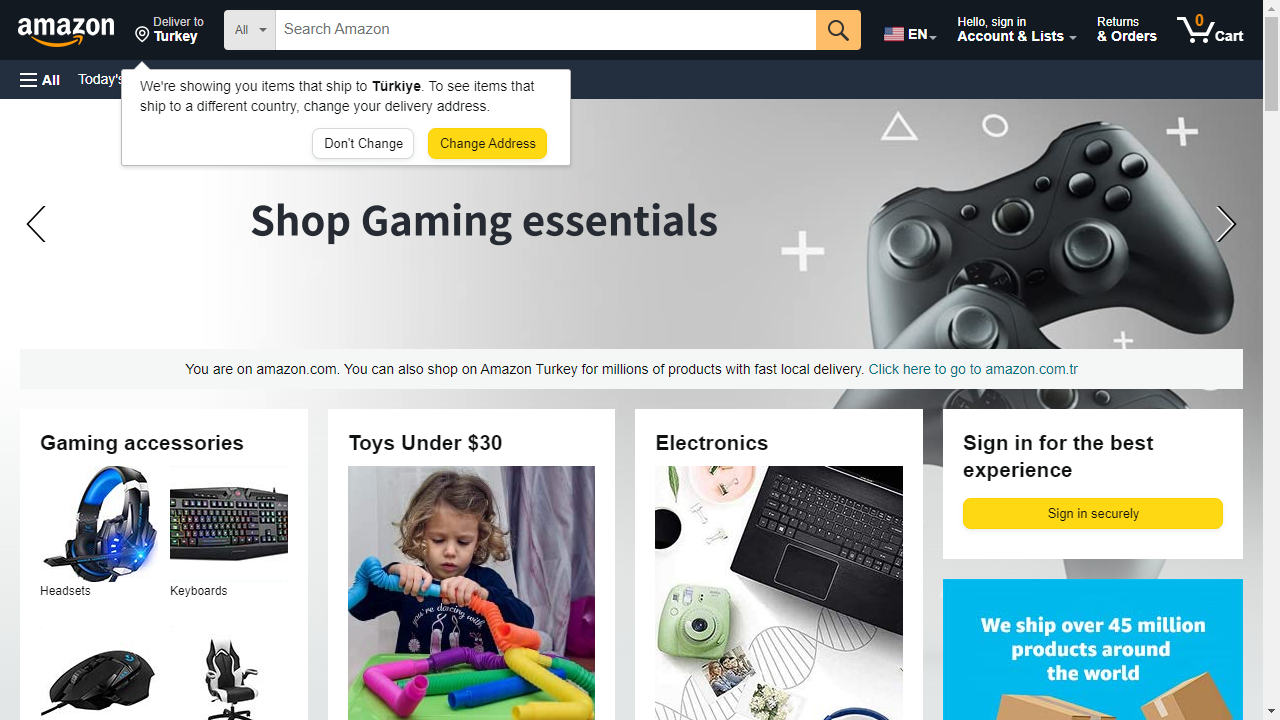 amazon
Deliver to
Turkey
All
Search Amazon
EN
Hello, sign in
Account & Lists
Returns
& Orders
0
Cart
All
Today's
We're showing you items that ship to Türkiye. To see items that
ship to a different country, change your delivery address.
Don't Change
Change Address
Shop Gaming essentials
You are on amazon.com. You can also shop on Amazon Turkey for millions of products with fast local delivery. Click here to go to amazon.com.tr
Gaming accessories
Headsets
Keyboards
Toys Under $30
you're dancing with
Electronics
Sign in for the best
experience
Sign in securely
We ship over 45 million
products around
the world